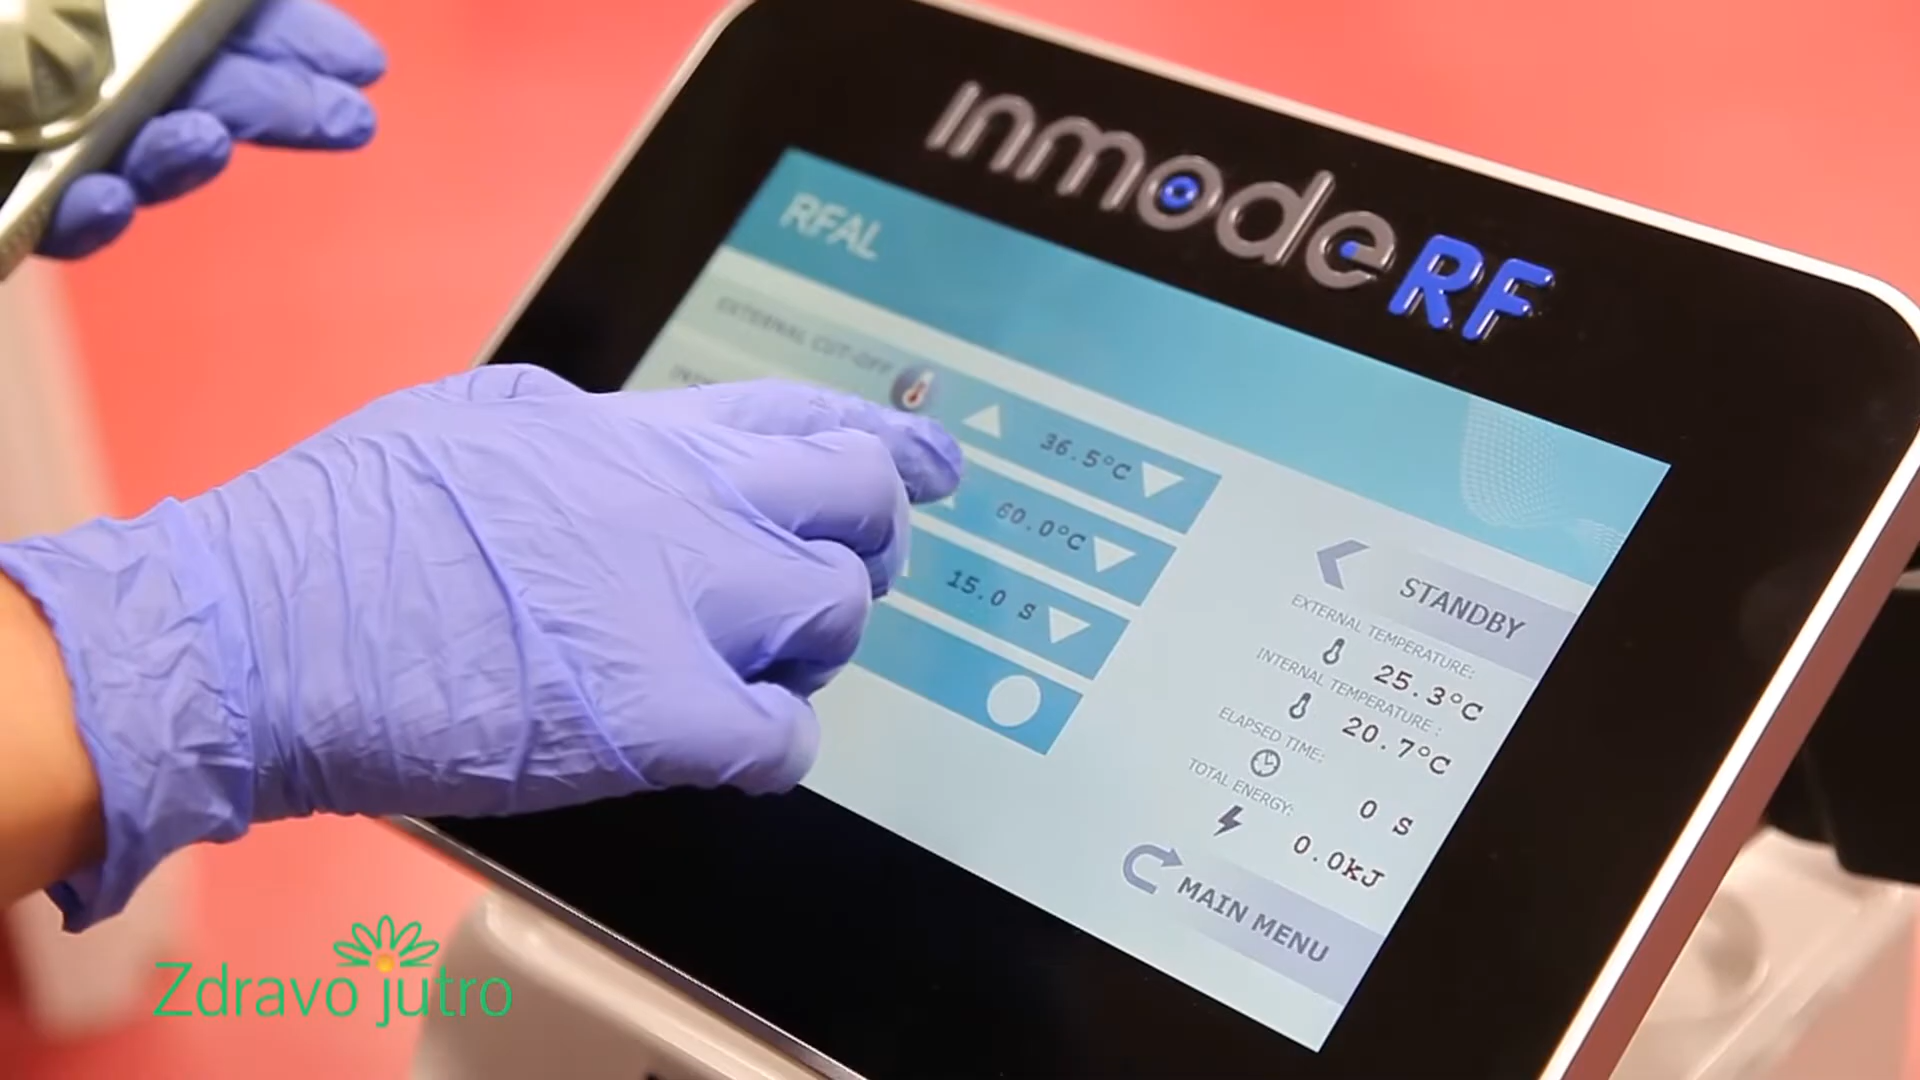 inmodeRF
RFAL
EXTERNAL CUT-OFF
36.5°C
60.0°C
15.0 S
STANDBY
EXTERNAL TEMPERATURE:
25.3°C
INTERNAL TEMPERATURE:
20.7°C
ELAPSED TIME:
0 S
TOTAL ENERGY:
0.0kJ
MAIN MENU
Zdravo jutro